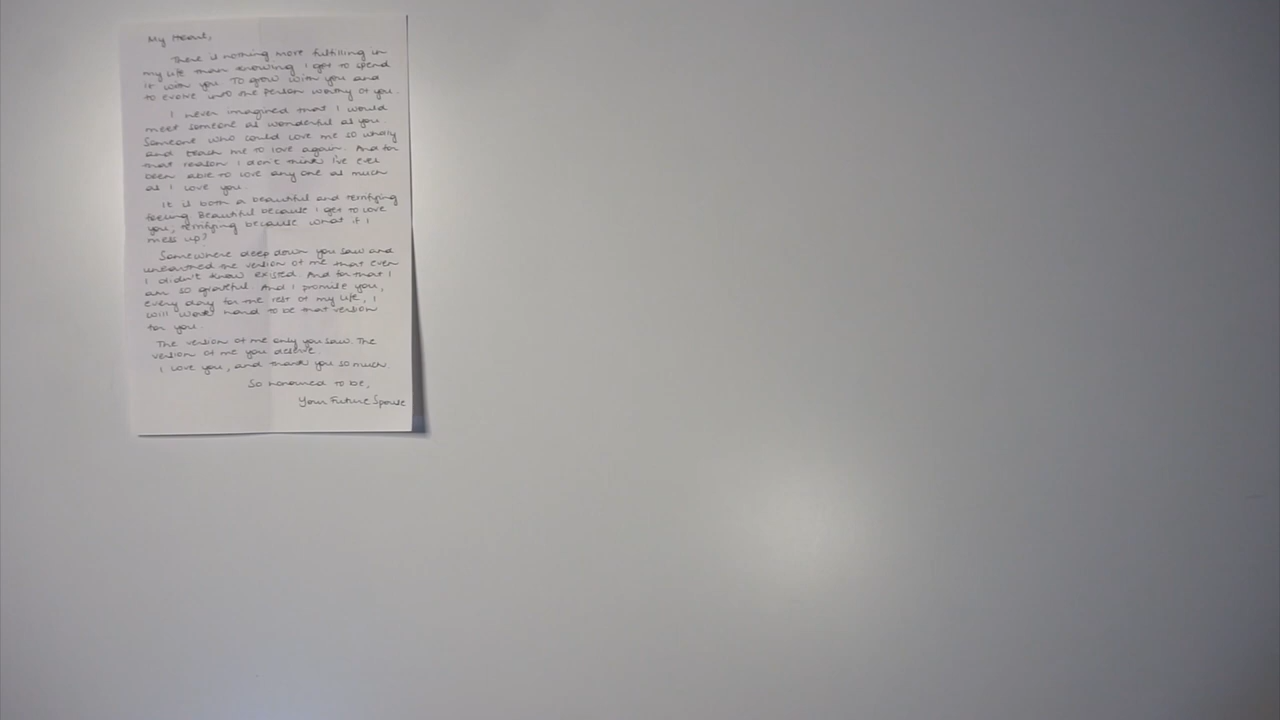 My Heart,
There is nothing more fulfilling in
my life than knowing I get to spend
it with you. To grow with you and
to evolve into the person worthy of you.
I never imagined that I would
meet someone as wonderful as you.
Someone who could love me so wholly
and teach me to love again. And for
that reason I don't think I've ever
been able to love any one as much
as I love you.
It is both a beautiful and terrifying
feeling. Beautiful because I get to love
you, terrifying because what if I
mess up?
Somewhere deep down you saw and
unearthed the version of me that even
I didn't know existed. And for that I
am so grateful. And I promise you,
every day for the rest of my life, I
will work hard to be that version
for you.
The version of me only you saw. The
version of me you deserve.
I love you, and thank you so much.
So honoured to be,
Your Future Spouse